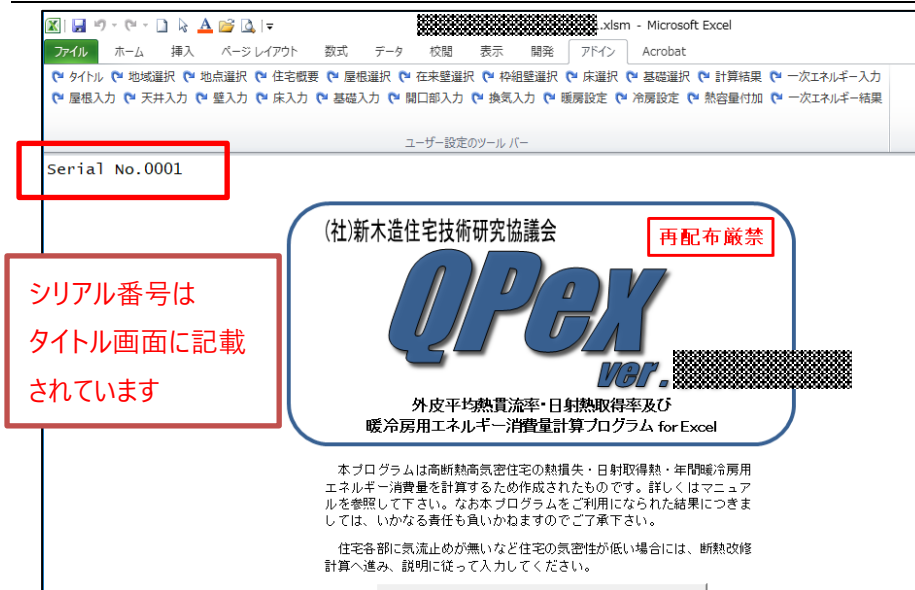 .xlsm - Microsoft Excel
ファイル ホーム 挿入 ページ レイアウト 数式 データ 校閲 表示 開発 アドイン Acrobat
タイトル 地域選択 地点選択 住宅概要 屋根選択 在来壁選択 枠組壁選択 床選択 基礎選択 計算結果 一次エネルギー入力
屋根入力 天井入力 壁入力 床入力 基礎入力 開口部入力 換気入力 暖房設定 冷房設定 熱容量付加 一次エネルギー結果
ユーザー設定のツール バー
Serial No.0001
(社)新木造住宅技術研究協議会
再配布厳禁
QPex
ver.
シリアル番号は
タイトル画面に記載
されています
外皮平均熱貫流率・日射熱取得率及び
暖冷房用エネルギー消費量計算プログラム for Excel
本プログラムは高断熱高気密住宅の熱損失・日射取得熱・年間暖冷房用
エネルギー消費量を計算するため作成されたものです。詳しくはマニュア
ルを参照して下さい。なお本プログラムをご利用になられた結果につきま
しては、いかなる責任も負いかねますのでご了承下さい。
住宅各部に気流止めが無いなど住宅の気密性が低い場合には、断熱改修
計算へ進み、説明に従って入力してください。